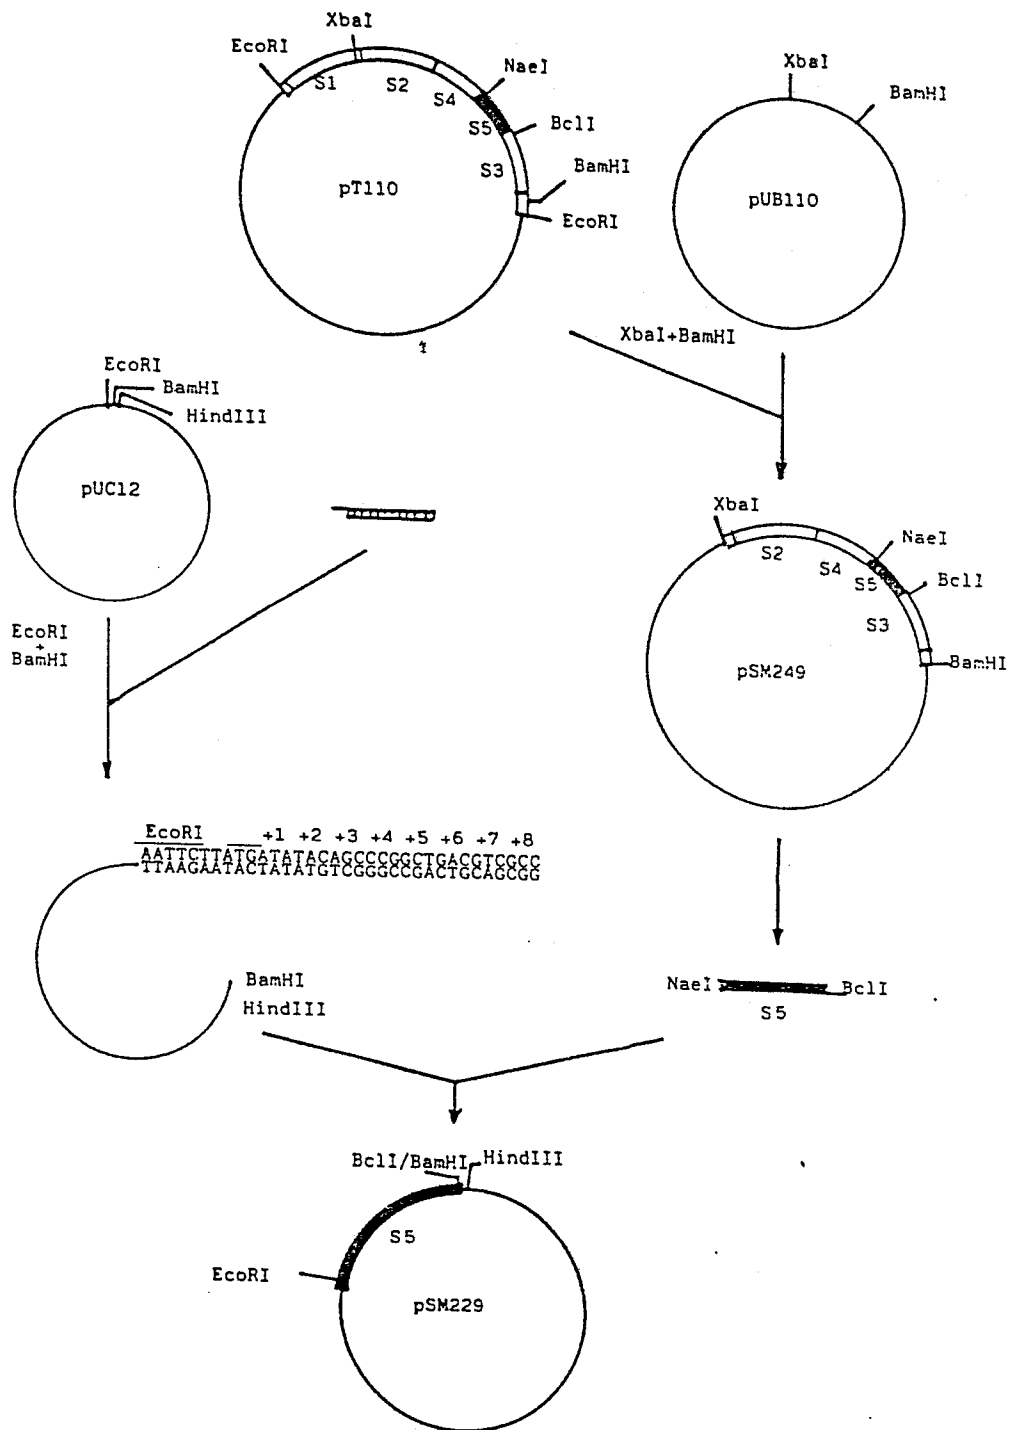 XbaI
EcoRI
S1
S2
S4
NaeI
S5
BclI
S3
BamHI
EcoRI
pT110
XbaI
BamHI
pUB110
XbaI+BamHI
EcoRI
BamHI
HindIII
pUC12
EcoRI
+
BamHI
XbaI
S2
S4
NaeI
S5
BclI
S3
BamHI
pSM249
EcoRI +1 +2 +3 +4 +5 +6 +7 +8
AATTCTTATGATATACAGCCCGGCTGACGTCGCC
TTAAGAATACTATATGTCGGGCCGACTGCAGCGG
BamHI
HindIII
NaeI BclI
S5
BclI/BamHI HindIII
S5
EcoRI
pSM229